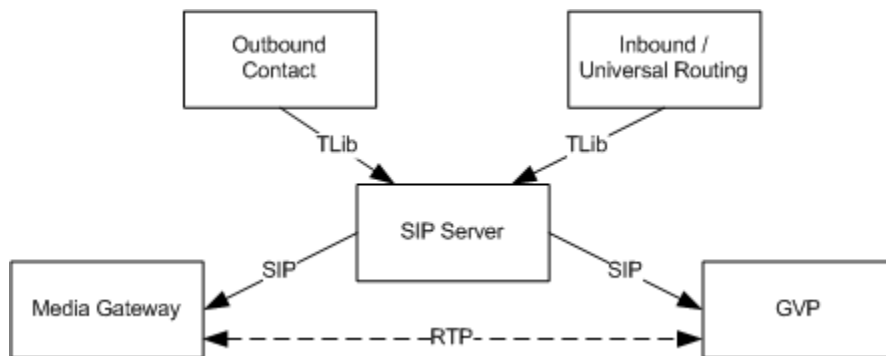 Outbound
Contact
Inbound /
Universal Routing
TLib
TLib
SIP Server
SIP
SIP
Media Gateway
GVP
RTP